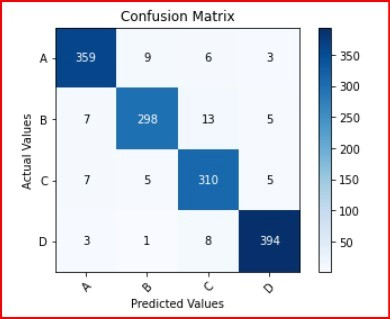 Confusion Matrix
A 359 9 6 3
B 7 298 13 5
C 7 5 310 5
D 3 1 8 394
A B C D
Predicted Values
Actual Values
350
300
250
200
150
100
50